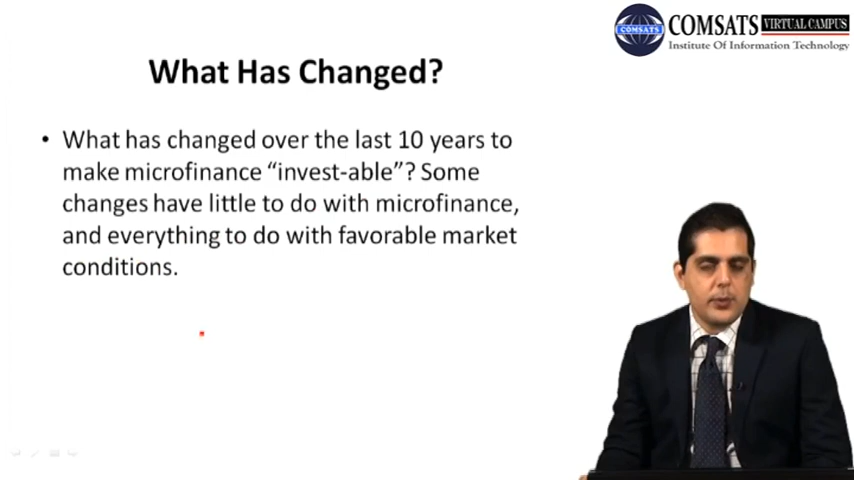 COMSATS VIRTUAL CAMPUS
Institute Of Information Technology
COMSATS
What Has Changed?
• What has changed over the last 10 years to
make microfinance “invest-able”? Some
changes have little to do with microfinance,
and everything to do with favorable market
conditions.